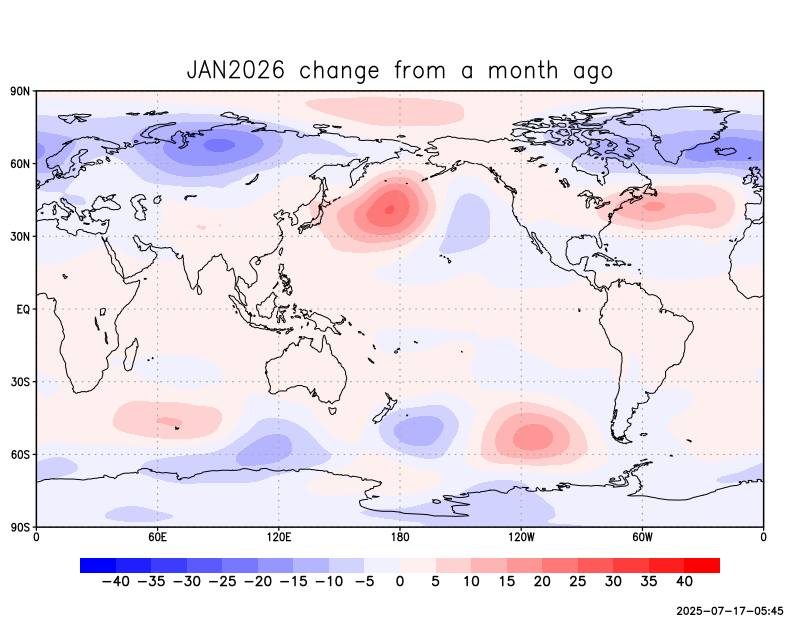 JAN2026 change from a month ago
90N
60N
30N
EQ
30S
60S
90S
0 60E 120E 180 120W 60W 0
−40 −35 −30 −25 −20 −15 −10 −5 0 5 10 15 20 25 30 35 40
2025-07-17-05:45